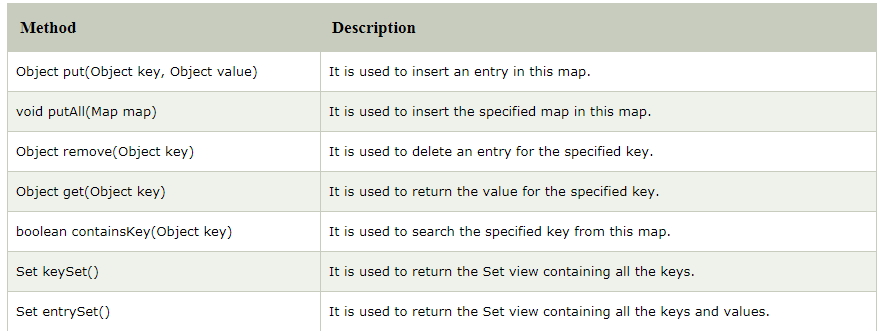 Method Description
Object put(Object key, Object value) It is used to insert an entry in this map.
void putAll(Map map) It is used to insert the specified map in this map.
Object remove(Object key) It is used to delete an entry for the specified key.
Object get(Object key) It is used to return the value for the specified key.
boolean containsKey(Object key) It is used to search the specified key from this map.
Set keySet() It is used to return the Set view containing all the keys.
Set entrySet() It is used to return the Set view containing all the keys and values.